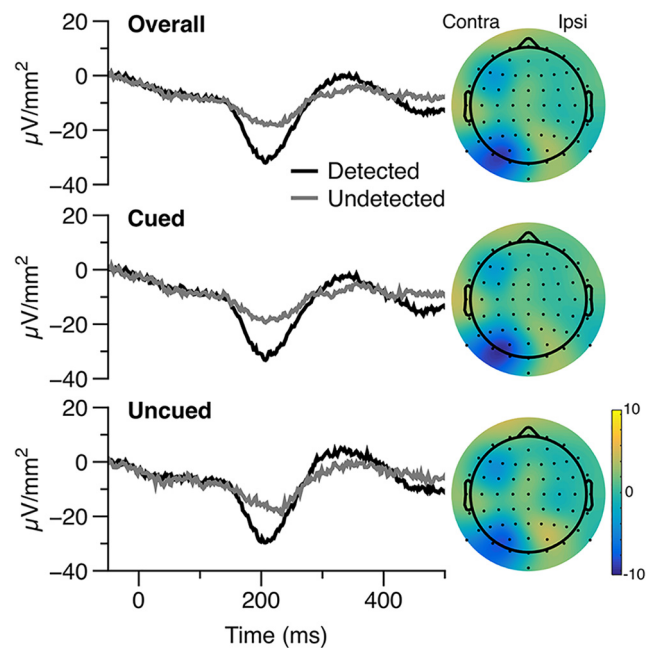 Overall
Contra Ipsi
20
0
−20
−40
µV/mm²
Detected
Undetected
Cued
20
0
−20
−40
µV/mm²
Uncued
20
0
−20
−40
µV/mm²
10
0
-10
0 200 400
Time (ms)